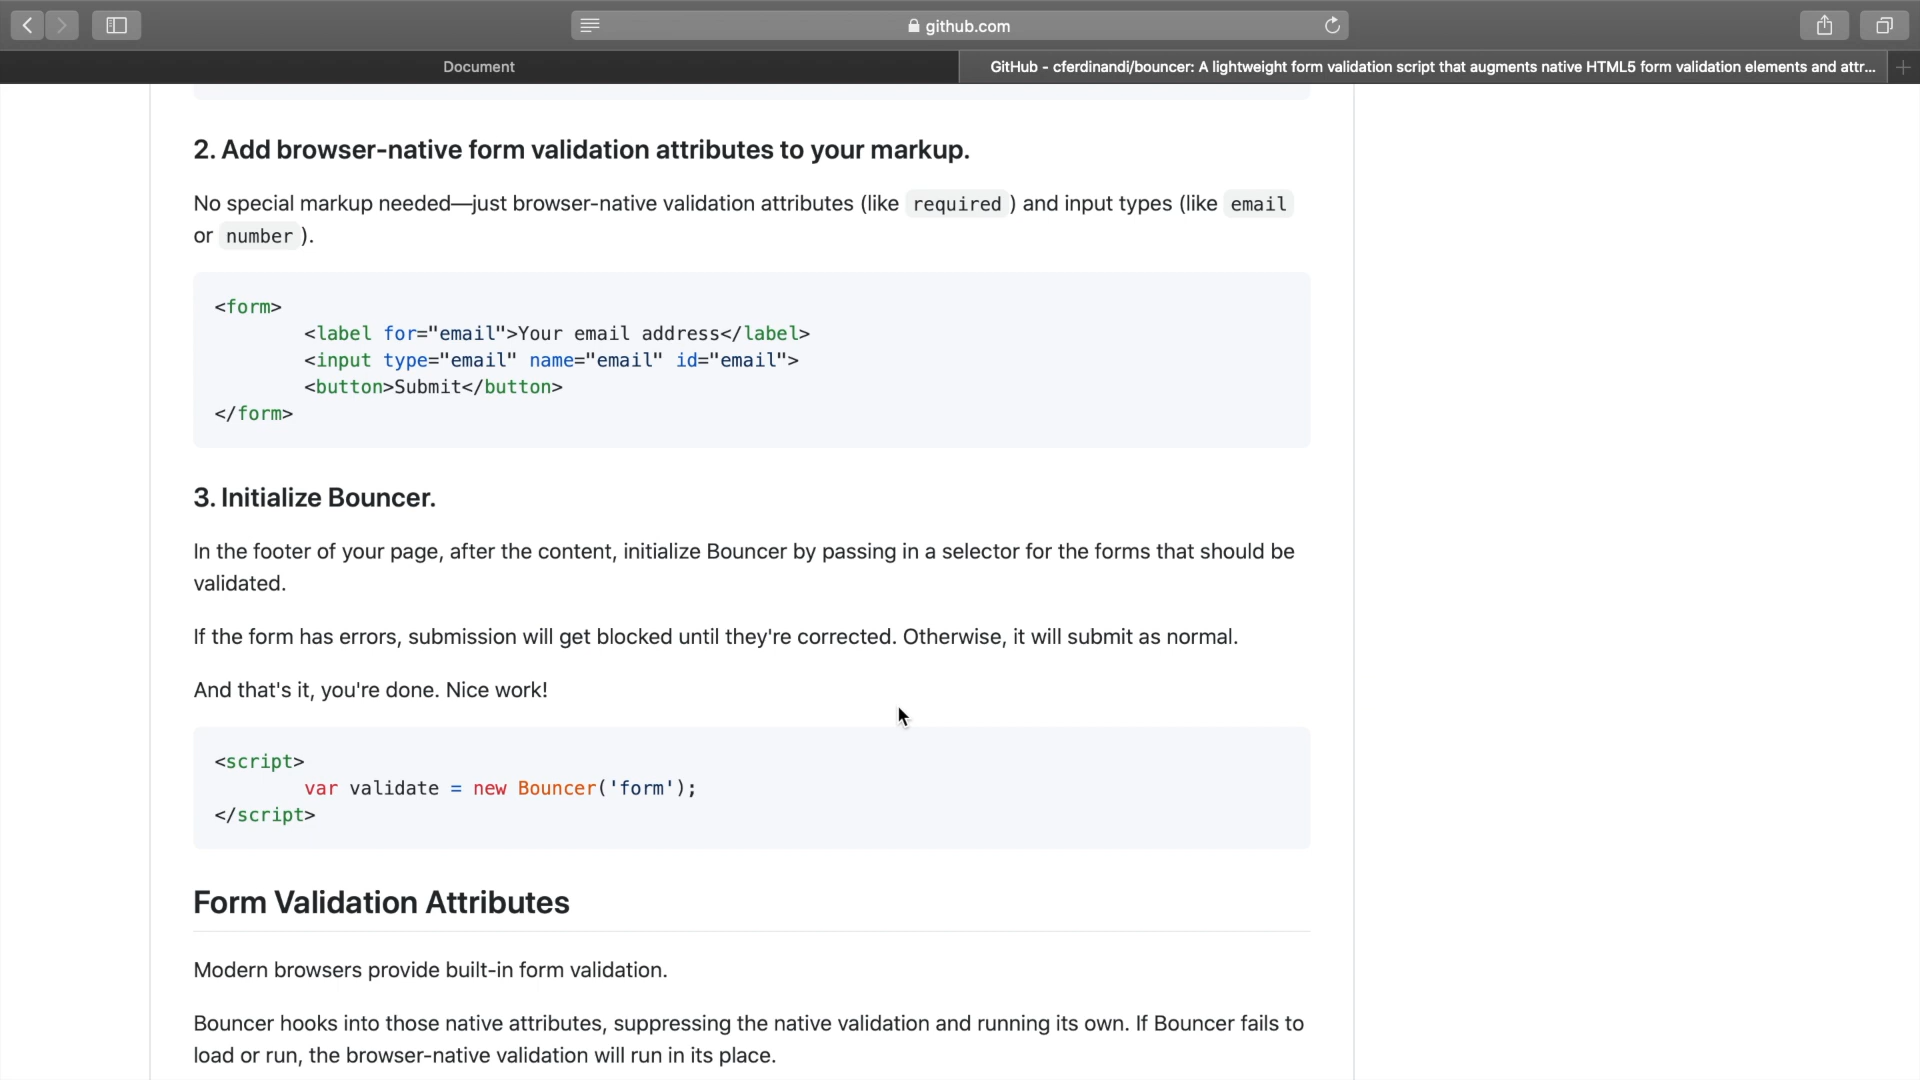 github.com
Document
GitHub - cferdinandi/bouncer: A lightweight form validation script that augments native HTML5 form validation elements and attr...
2. Add browser-native form validation attributes to your markup.
No special markup needed—just browser-native validation attributes (like required ) and input types (like email
or number ).
<form>
<label for="email">Your email address</label>
<input type="email" name="email" id="email">
<button>Submit</button>
</form>
3. Initialize Bouncer.
In the footer of your page, after the content, initialize Bouncer by passing in a selector for the forms that should be
validated.
If the form has errors, submission will get blocked until they're corrected. Otherwise, it will submit as normal.
And that's it, you're done. Nice work!
<script>
var validate = new Bouncer('form');
</script>
Form Validation Attributes
Modern browsers provide built-in form validation.
Bouncer hooks into those native attributes, suppressing the native validation and running its own. If Bouncer fails to
load or run, the browser-native validation will run in its place.